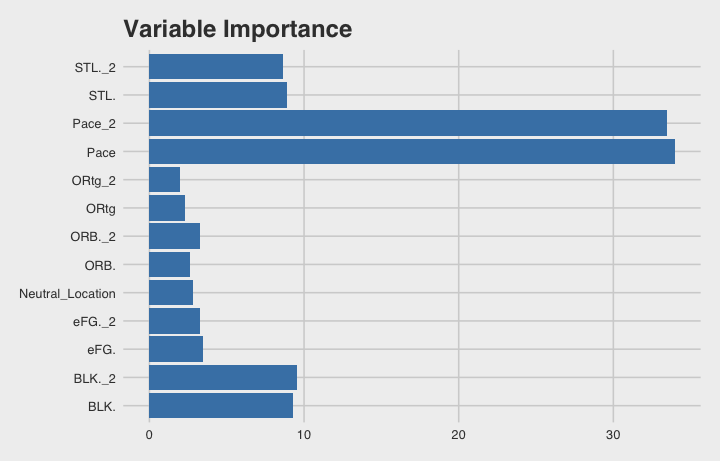 Variable Importance
STL._2
STL.
Pace_2
Pace
ORtg_2
ORtg
ORB._2
ORB.
Neutral_Location
eFG._2
eFG.
BLK._2
BLK.
0 10 20 30